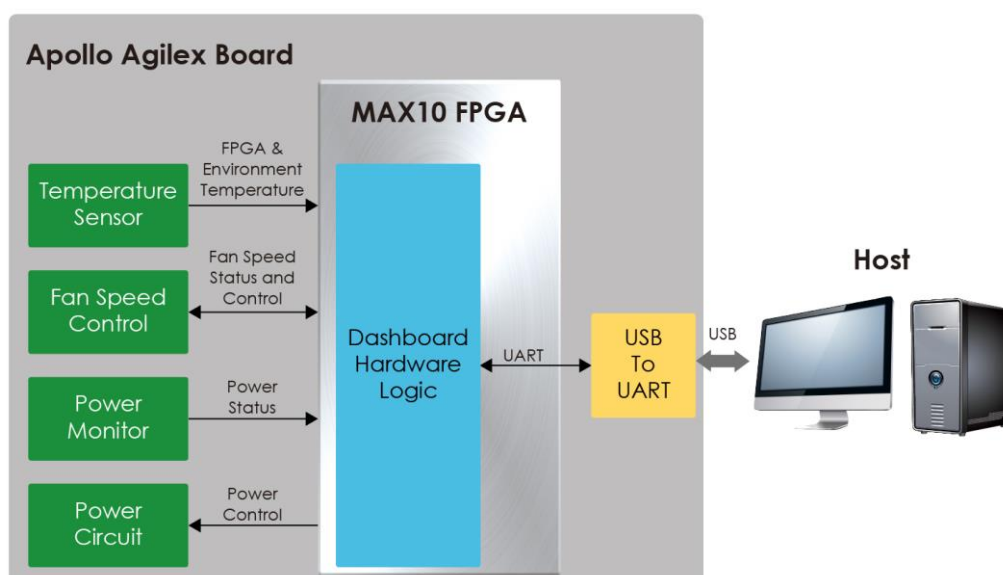 Apollo Agilex Board
MAX10 FPGA
FPGA &
Environment
Temperature
Temperature
Sensor
Fan Speed
Status and
Control
Fan Speed
Control
Dashboard
Hardware
Logic
UART
USB
To
UART
USB
Host
Power
Status
Power
Monitor
Power
Control
Power
Circuit